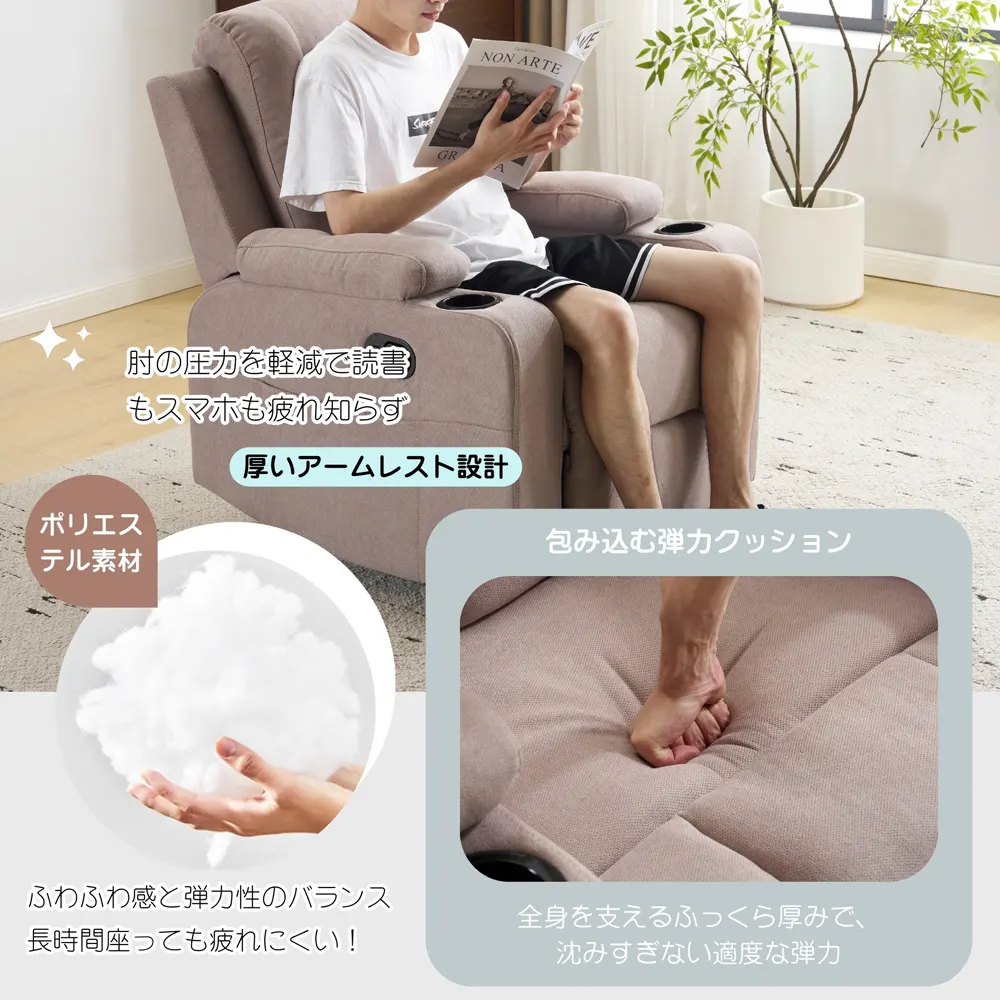 NON ARTE
肘の圧力を軽減で読書
もスマホも疲れ知らず
厚いアームレスト設計
ポリエス
テル素材
包み込む弾力クッション
ふわふわ感と弾力性のバランス
長時間座っても疲れにくい！
全身を支えるふっくら厚みで、
沈みすぎない適度な弾力